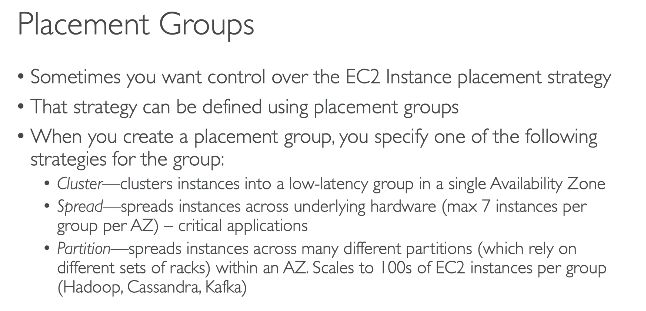 Placement Groups
• Sometimes you want control over the EC2 Instance placement strategy
• That strategy can be defined using placement groups
• When you create a placement group, you specify one of the following
strategies for the group:
• Cluster—clusters instances into a low-latency group in a single Availability Zone
• Spread—spreads instances across underlying hardware (max 7 instances per
group per AZ) – critical applications
• Partition—spreads instances across many different partitions (which rely on
different sets of racks) within an AZ. Scales to 100s of EC2 instances per group
(Hadoop, Cassandra, Kafka)